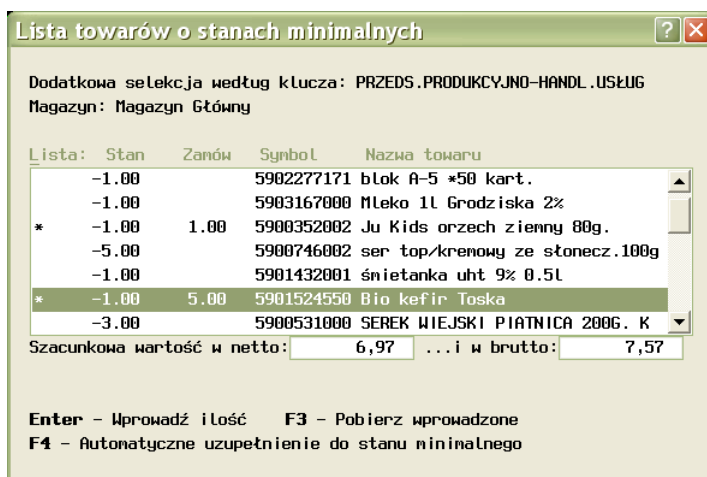 Lista towarów o stanach minimalnych
Dodatkowa selekcja według klucza: PRZEDS.PRODUKCYJNO-HANDL.USŁUG
Magazyn: Magazyn Główny
Lista: Stan Zamów Symbol Nazwa towaru
-1.00 5902277171 blok A-5 *50 kart.
-1.00 5903167000 Mleko 1l Grodziska 2%
* -1.00 1.00 5900352002 Ju Kids orzech ziemny 80g.
-5.00 5900746002 ser top/kremowy ze słonecz.100g
-1.00 5901432001 śmietanka uht 9% 0.5l
* -1.00 5.00 5901524550 Bio kefir Toska
-3.00 5900531000 SEREK WIEJSKI PIATNICA 200G. K
Szacunkowa wartość w netto: 6,97 ...i w brutto: 7,57
Enter - Wprowadź ilość F3 - Pobierz wprowadzone
F4 - Automatyczne uzupełnienie do stanu minimalnego